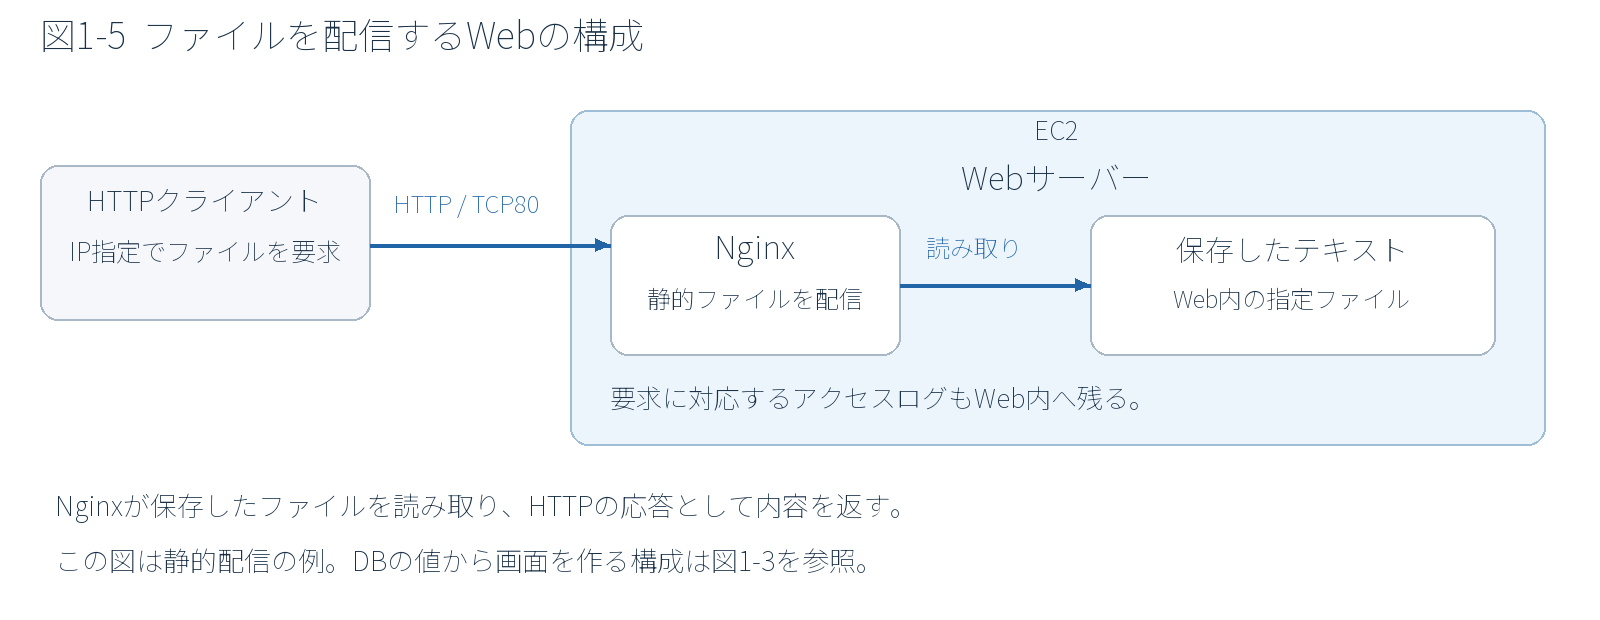 図1-5 ファイルを配信するWebの構成
EC2
Webサーバー
HTTPクライアント
IP指定でファイルを要求
HTTP / TCP80
Nginx
静的ファイルを配信
読み取り
保存したテキスト
Web内の指定ファイル
要求に対応するアクセスログもWeb内へ残る。
Nginxが保存したファイルを読み取り、HTTPの応答として内容を返す。
この図は静的配信の例。DBの値から画面を作る構成は図1-3を参照。